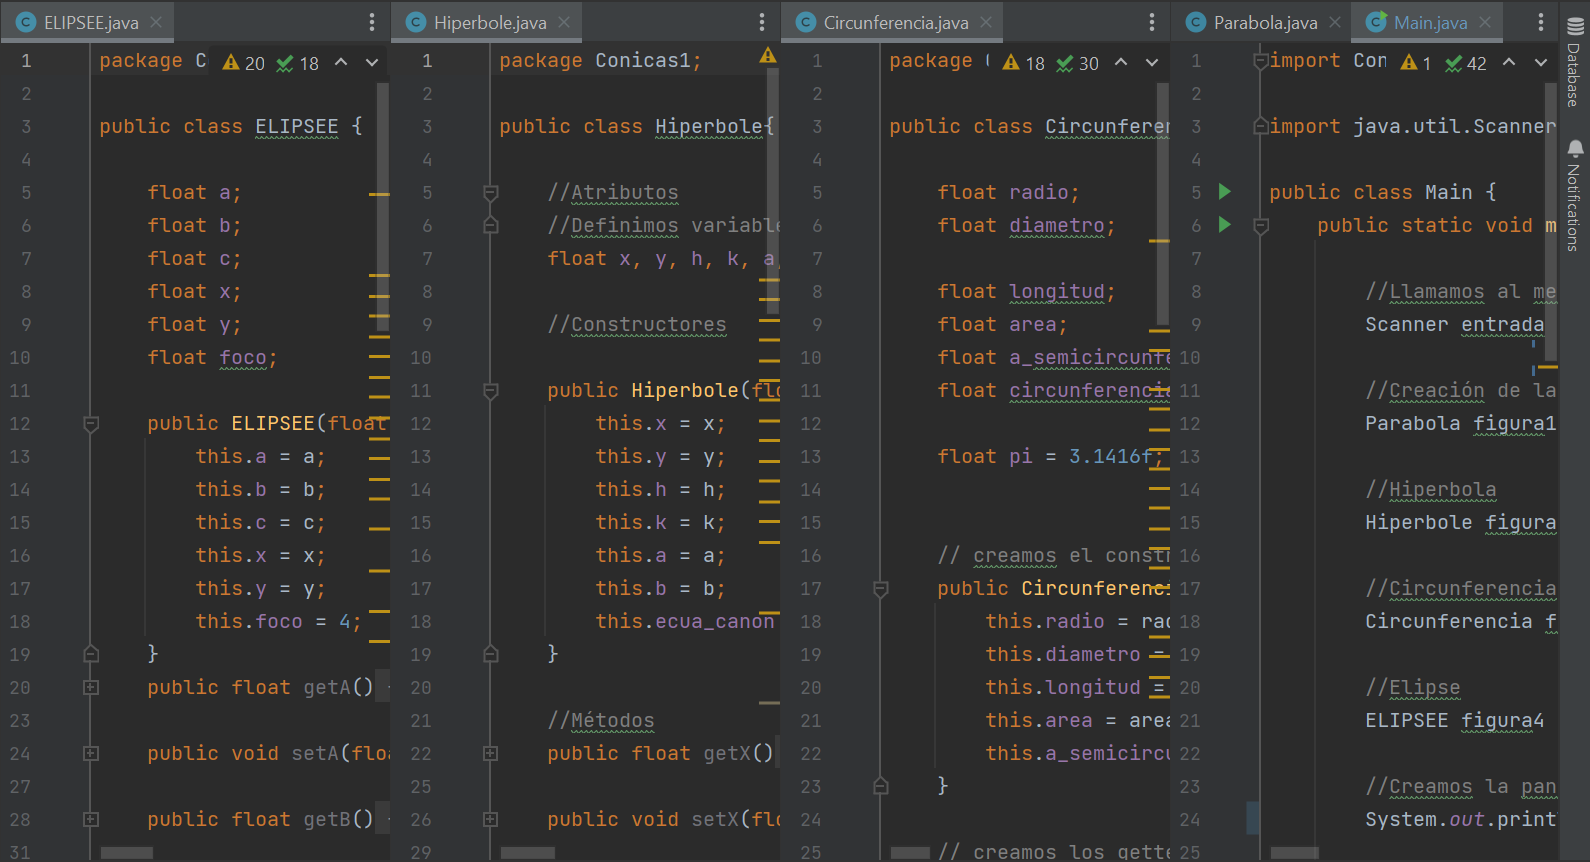 ELIPSEE.java
1 package C 20 18
2
3 public class ELIPSEE {
4
5 float a;
6 float b;
7 float c;
8 float x;
9 float y;
10 float foco;
11
12 public ELIPSEE(float
13 this.a = a;
14 this.b = b;
15 this.c = c;
16 this.x = x;
17 this.y = y;
18 this.foco = 4;
19 }
20 public float getA()
23
24 public void setA(floa
27
28 public float getB()
31
Hiperbole.java
1 package Conicas1;
2
3 public class Hiperbole{
4
5 //Atributos
6 //Definimos variable
7 float x, y, h, k, a,
8
9 //Constructores
10
11 public Hiperbole(flo
12 this.x = x;
13 this.y = y;
14 this.h = h;
15 this.k = k;
16 this.a = a;
17 this.b = b;
18 this.ecua_canon
19 }
20
21 //Métodos
22 public float getX()
25
26 public void setX(flo
29
Circunferencia.java
1 package 18 30
2
3 public class Circunferen
4
5 float radio;
6 float diametro;
7
8 float longitud;
9 float area;
10 float a_semicircunfe
11 float circunferencia
12
13 float pi = 3.1416f;
14
15
16 // creamos el constr
17 public Circunferenci
18 this.radio = rad
19 this.diametro =
20 this.longitud =
21 this.area = area
22 this.a_semicircu
23 }
24
25 // creamos los gette
Parabola.java
Main.java
1 import Con 1 42
2
3 import java.util.Scanner
4
5 public class Main {
6 public static void m
7
8 //Llamamos al me
9 Scanner entrada
10
11 //Creación de la
12 Parabola figura1
13
14 //Hiperbola
15 Hiperbole figura
16
17 //Circunferencia
18 Circunferencia f
19
20 //Elipse
21 ELIPSEE figura4
22
23 //Creamos la pan
24 System.out.print
25
Database
Notifications